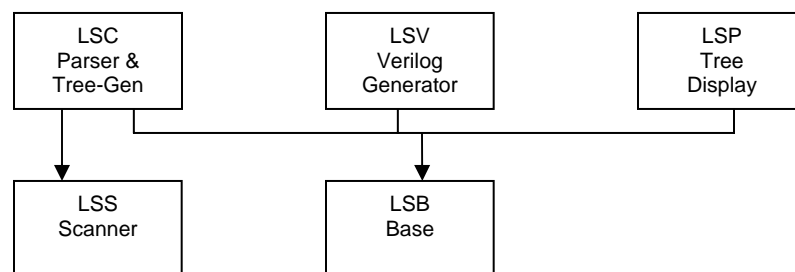 LSC
Parser &
Tree-Gen
LSV
Verilog
Generator
LSP
Tree
Display
LSS
Scanner
LSB
Base